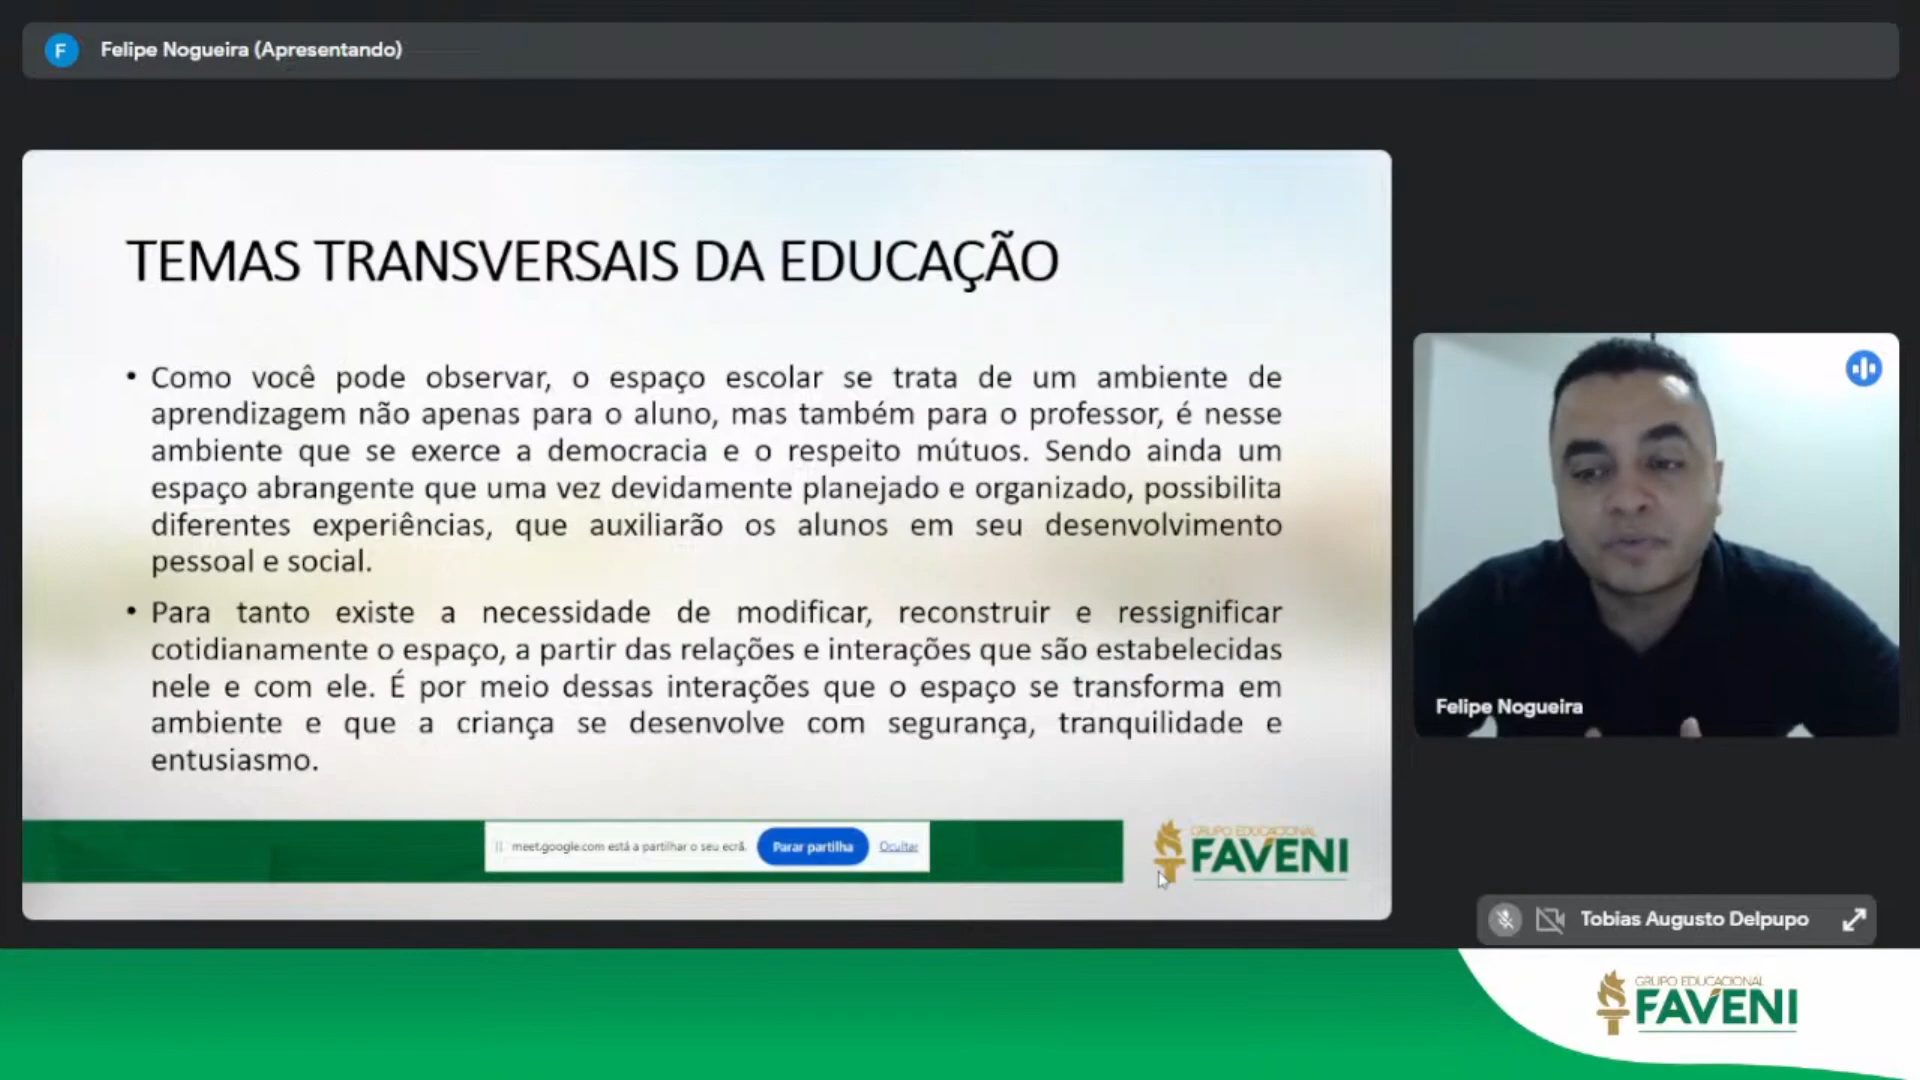 F Felipe Nogueira (Apresentando)
TEMAS TRANSVERSAIS DA EDUCAÇÃO
• Como você pode observar, o espaço escolar se trata de um ambiente de
aprendizagem não apenas para o aluno, mas também para o professor, é nesse
ambiente que se exerce a democracia e o respeito mútuos. Sendo ainda um
espaço abrangente que uma vez devidamente planejado e organizado, possibilita
diferentes experiências, que auxiliarão os alunos em seu desenvolvimento
pessoal e social.
• Para tanto existe a necessidade de modificar, reconstruir e ressignificar
cotidianamente o espaço, a partir das relações e interações que são estabelecidas
nele e com ele. É por meio dessas interações que o espaço se transforma em
ambiente e que a criança se desenvolve com segurança, tranquilidade e
entusiasmo.
meet.google.com está a partilhar o seu ecrã. Parar partilha Ocultar
GRUPO EDUCACIONAL
FAVENI
Felipe Nogueira
Tobias Augusto Delpupo
GRUPO EDUCACIONAL
FAVENI